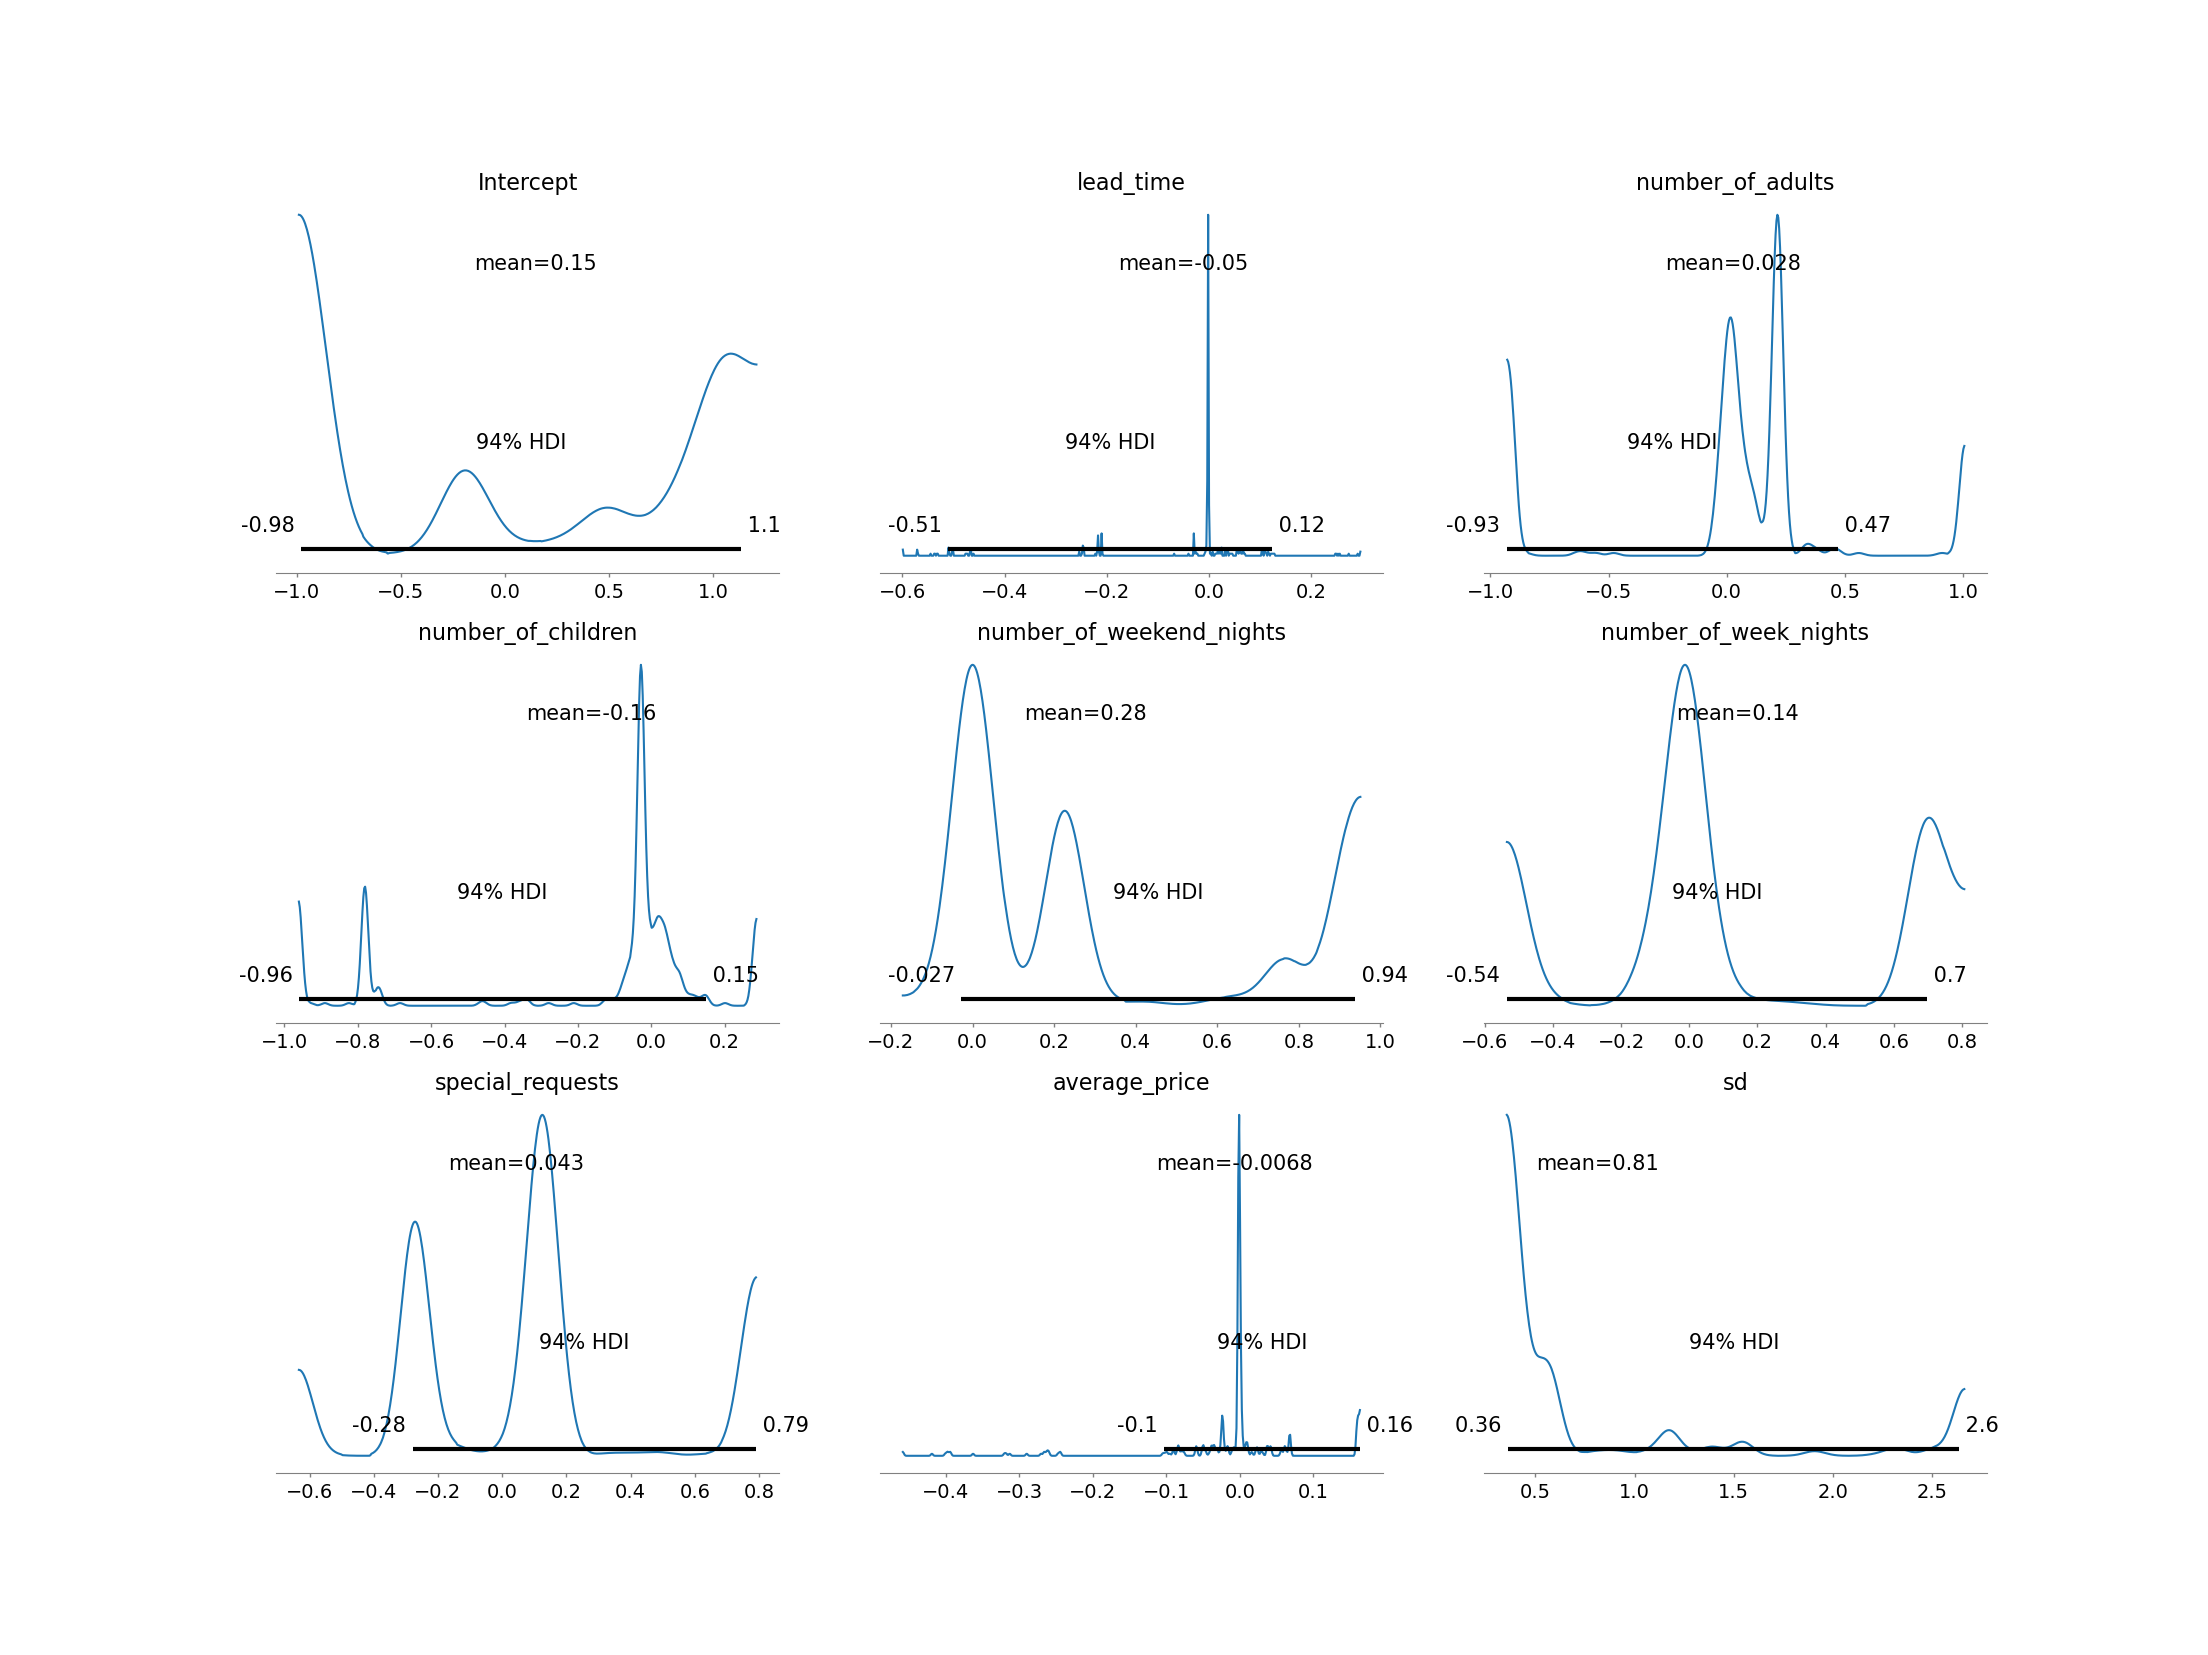 Intercept
mean=0.15
94% HDI
-0.98 1.1
−1.0 −0.5 0.0 0.5 1.0
lead_time
mean=-0.05
94% HDI
-0.51 0.12
−0.6 −0.4 −0.2 0.0 0.2
number_of_adults
mean=0.028
94% HDI
-0.93 0.47
−1.0 −0.5 0.0 0.5 1.0
number_of_children
mean=-0.16
94% HDI
-0.96 0.15
−1.0 −0.8 −0.6 −0.4 −0.2 0.0 0.2
number_of_weekend_nights
mean=0.28
94% HDI
-0.027 0.94
−0.2 0.0 0.2 0.4 0.6 0.8 1.0
number_of_week_nights
mean=0.14
94% HDI
-0.54 0.7
−0.6 −0.4 −0.2 0.0 0.2 0.4 0.6 0.8
special_requests
mean=0.043
94% HDI
-0.28 0.79
−0.6 −0.4 −0.2 0.0 0.2 0.4 0.6 0.8
average_price
mean=-0.0068
94% HDI
-0.1 0.16
−0.4 −0.3 −0.2 −0.1 0.0 0.1
sd
mean=0.81
94% HDI
0.36 2.6
0.5 1.0 1.5 2.0 2.5